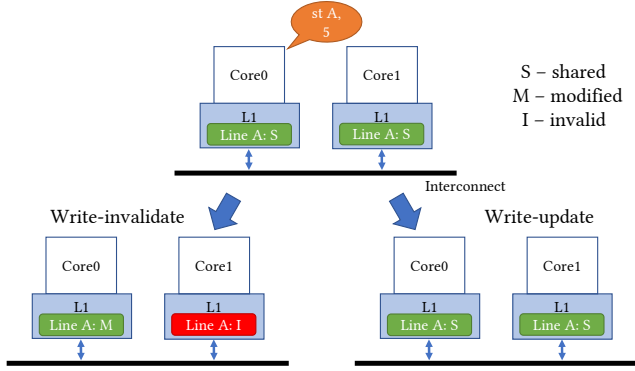 st A,
5
Core0
Core1
L1
Line A: S
L1
Line A: S
S – shared
M – modified
I – invalid
Interconnect
Write-invalidate
Write-update
Core0
Core1
L1
Line A: M
L1
Line A: I
Core0
Core1
L1
Line A: S
L1
Line A: S